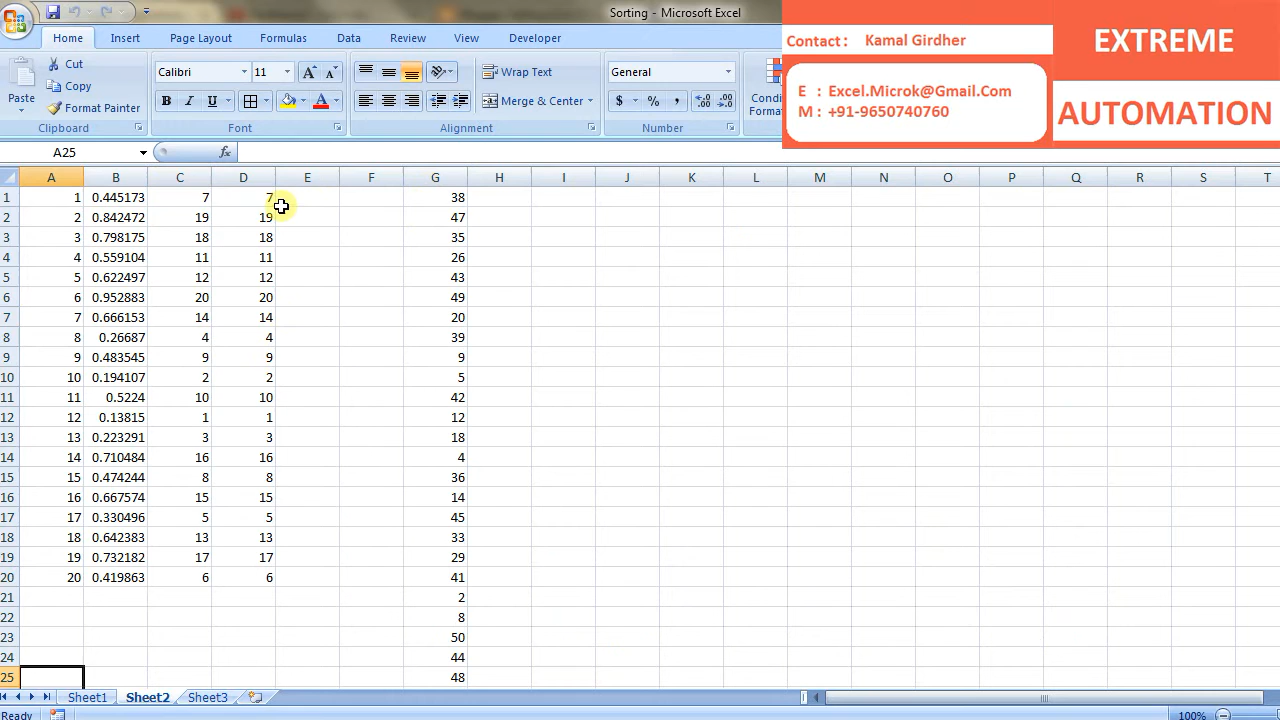 Sorting - Microsoft Excel
Contact : Kamal Girdher
EXTREME
Home Insert Page Layout Formulas Data Review View Developer
Cut
Copy
Format Painter
Paste
Calibri 11
B I U
Wrap Text
Merge & Center
General
$ % ,
Condi
Forma
E : Excel.Microk@Gmail.Com
M : +91-9650740760
AUTOMATION
Clipboard Font Alignment Number
A25 fx
A B C D E F G H I J K L M N O P Q R S T
1 1 0.445173 7 7 38
2 2 0.842472 19 19 47
3 3 0.798175 18 18 35
4 4 0.559104 11 11 26
5 5 0.622497 12 12 43
6 6 0.952883 20 20 49
7 7 0.666153 14 14 20
8 8 0.26687 4 4 39
9 9 0.483545 9 9 9
10 10 0.194107 2 2 5
11 11 0.5224 10 10 42
12 12 0.13815 1 1 12
13 13 0.223291 3 3 18
14 14 0.710484 16 16 4
15 15 0.474244 8 8 36
16 16 0.667574 15 15 14
17 17 0.330496 5 5 45
18 18 0.642383 13 13 33
19 19 0.732182 17 17 29
20 20 0.419863 6 6 41
21 2
22 8
23 50
24 44
25 48
Sheet1 Sheet2 Sheet3
Ready 100%